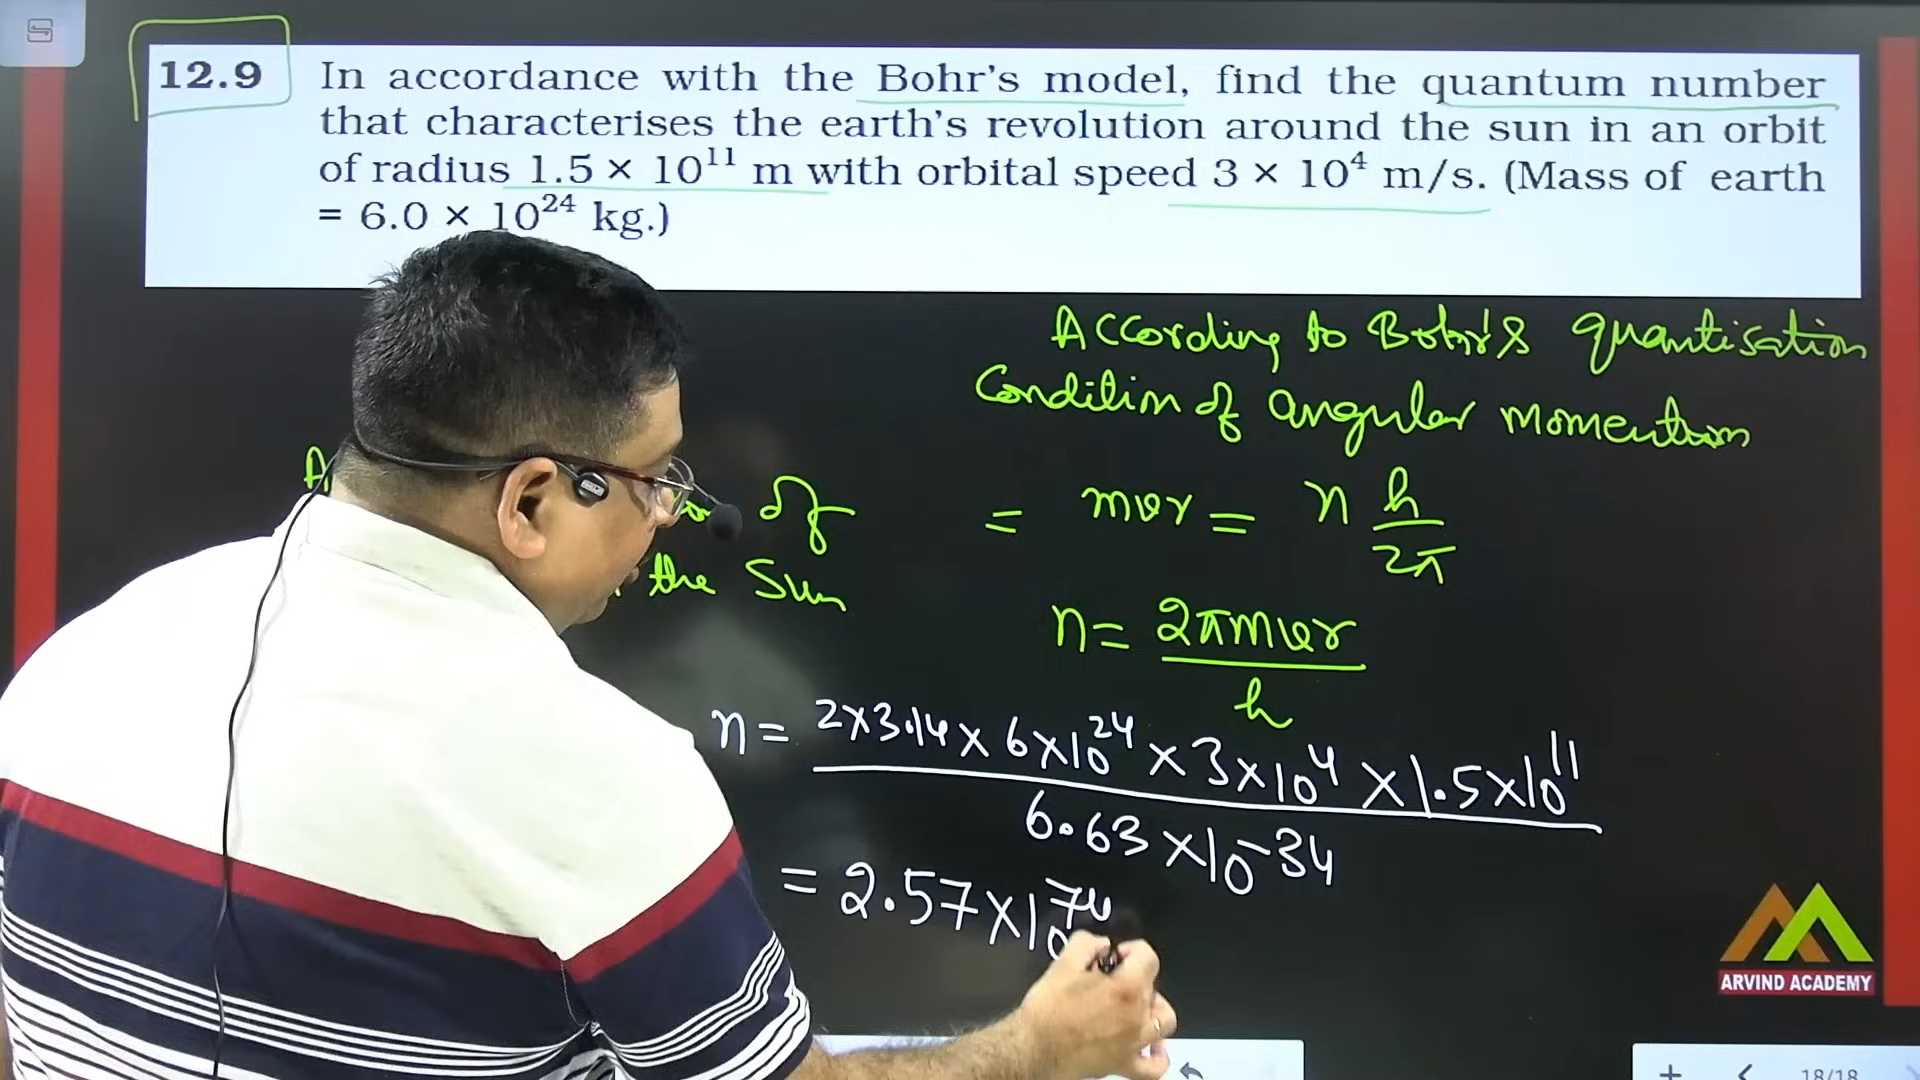 12.9 In accordance with the Bohr's model, find the quantum number
that characterises the earth's revolution around the sun in an orbit
of radius 1.5 × 10¹¹ m with orbital speed 3 × 10⁴ m/s. (Mass of earth
= 6.0 × 10²⁴ kg.)
According to Bohr's quantisation
Condition of angular momentum
of = mvr = n h/2π
the Sun
n = 2πmvr/h
n = 2×3.14×6×10²⁴×3×10⁴×1.5×10¹¹/6.63×10⁻³⁴
= 2.57×10⁷⁴
ARVIND ACADEMY
18/18